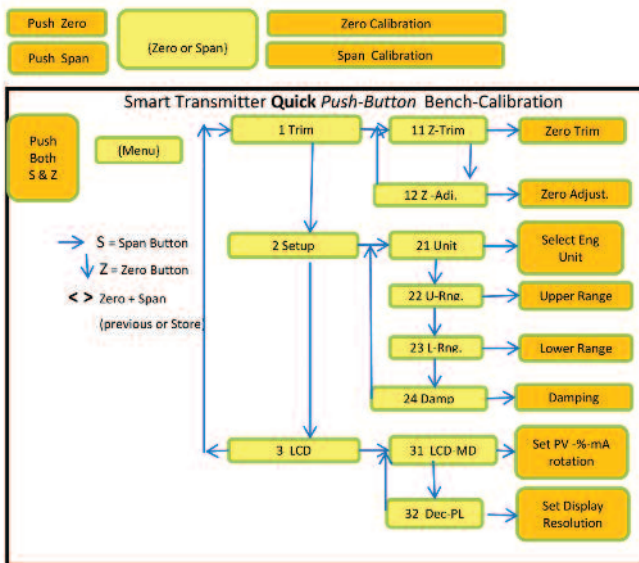 Push Zero
(Zero or Span)
Zero Calibration
Push Span
Span Calibration
Smart Transmitter Quick Push-Button Bench-Calibration
Push
Both
S & Z
(Menu)
1 Trim
11 Z-Trim
Zero Trim
12 Z -Adj.
Zero Adjust.
S = Span Button
Z = Zero Button
< > Zero + Span
(previous or Store)
2 Setup
21 Unit
Select Eng
Unit
22 U-Rng.
Upper Range
23 L-Rng.
Lower Range
24 Damp
Damping
3 LCD
31 LCD-MD
Set PV -%-mA
rotation
32 Dec-PL
Set Display
Resolution